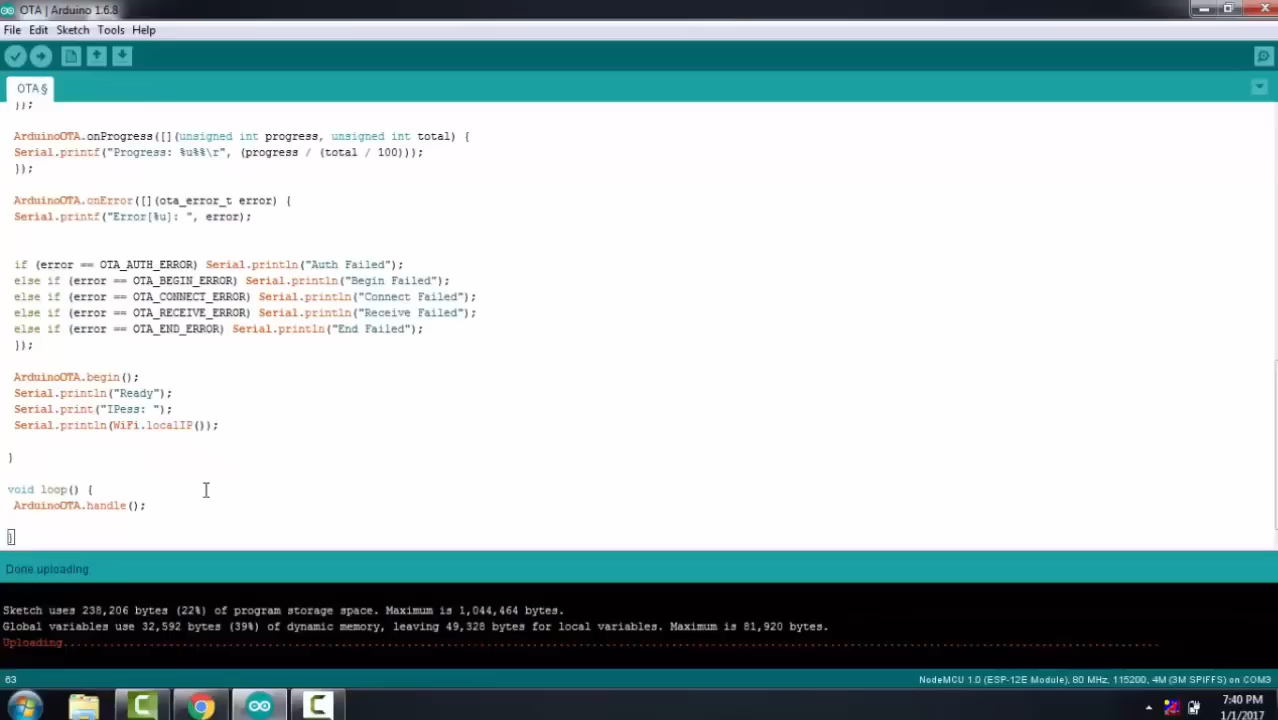 OTA | Arduino 1.6.8
File Edit Sketch Tools Help
OTA §
});
ArduinoOTA.onProgress([](unsigned int progress, unsigned int total) {
Serial.printf("Progress: %u%%\r", (progress / (total / 100)));
});
ArduinoOTA.onError([](ota_error_t error) {
Serial.printf("Error[%u]: ", error);
if (error == OTA_AUTH_ERROR) Serial.println("Auth Failed");
else if (error == OTA_BEGIN_ERROR) Serial.println("Begin Failed");
else if (error == OTA_CONNECT_ERROR) Serial.println("Connect Failed");
else if (error == OTA_RECEIVE_ERROR) Serial.println("Receive Failed");
else if (error == OTA_END_ERROR) Serial.println("End Failed");
});
ArduinoOTA.begin();
Serial.println("Ready");
Serial.print("IPess: ");
Serial.println(WiFi.localIP());
}
void loop() {
ArduinoOTA.handle();
}
Done uploading.
Sketch uses 238,206 bytes (22%) of program storage space. Maximum is 1,044,464 bytes.
Global variables use 32,592 bytes (39%) of dynamic memory, leaving 49,328 bytes for local variables. Maximum is 81,920 bytes.
Uploading................................................................................
63
NodeMCU 1.0 (ESP-12E Module), 80 MHz, 115200, 4M (3M SPIFFS) on COM3
7:40 PM
1/1/2017